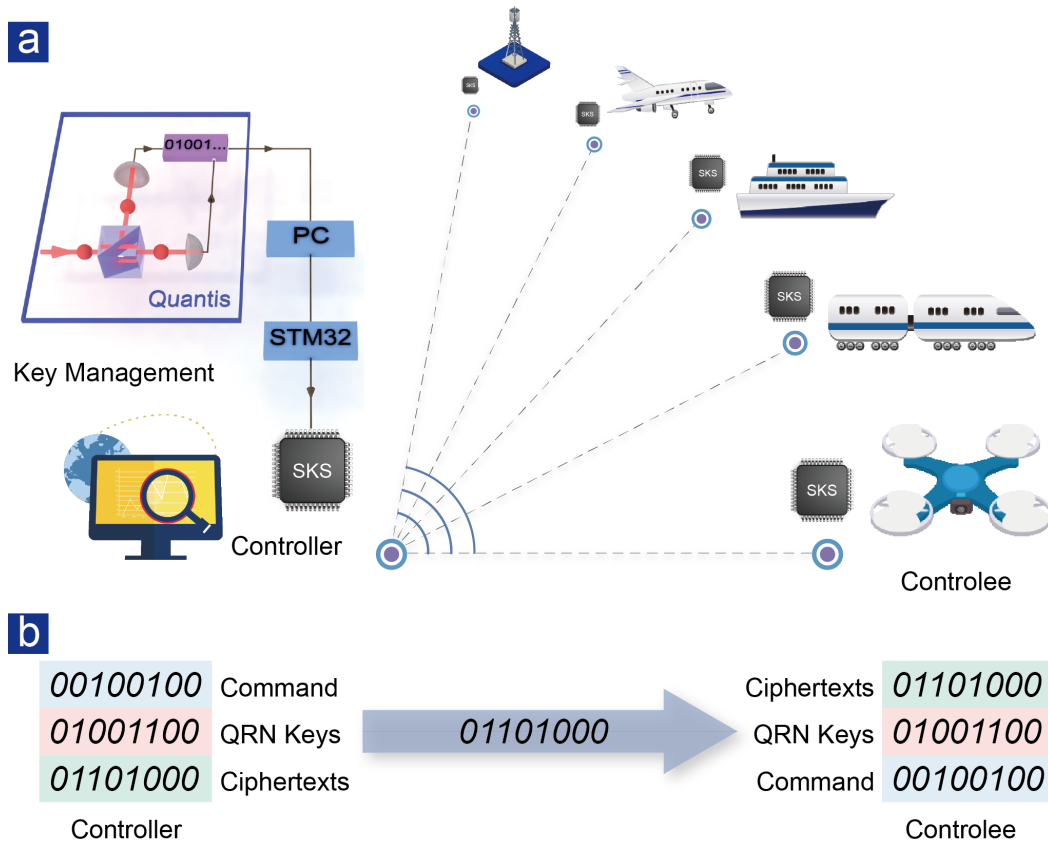 a
01001...
Quantis
PC
STM32
SKS
Key Management
Controller
SKS
SKS
SKS
SKS
SKS
Controlee
b
00100100 Command
01001100 QRN Keys
01101000 Ciphertexts
Controller
01101000
Ciphertexts 01101000
QRN Keys 01001100
Command 00100100
Controlee